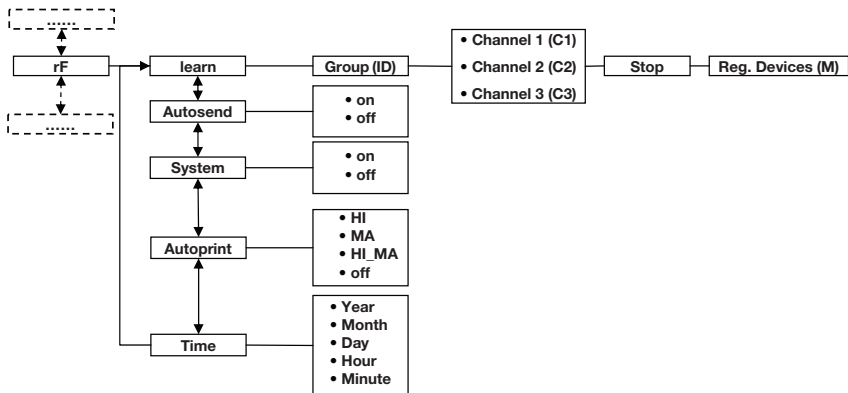 ......
rF
......
learn
Group (ID)
• Channel 1 (C1)
• Channel 2 (C2)
• Channel 3 (C3)
Stop
Reg. Devices (M)
Autosend
• on
• off
System
• on
• off
Autoprint
• HI
• MA
• HI_MA
• off
Time
• Year
• Month
• Day
• Hour
• Minute